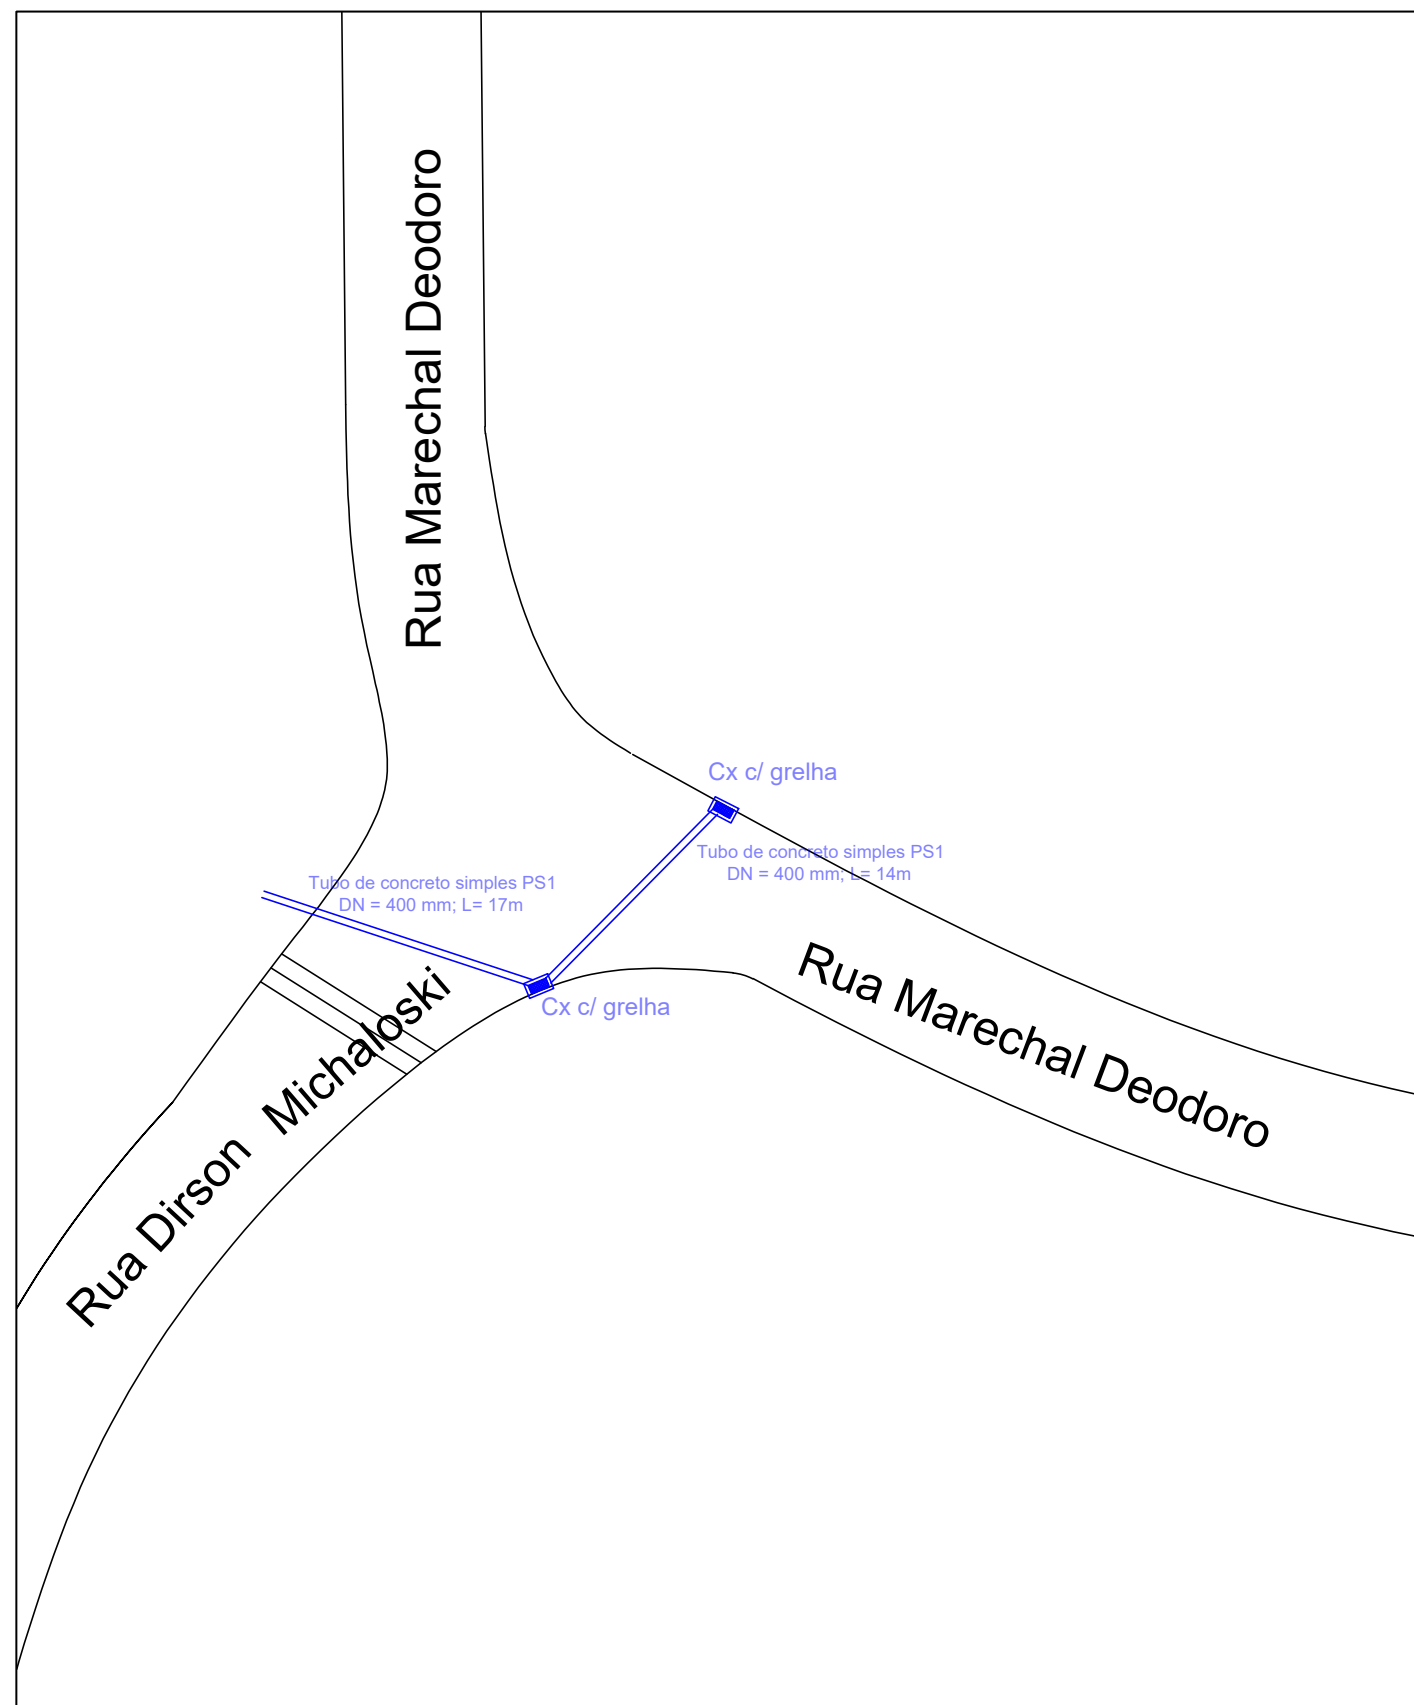 Rua Marechal Deodoro
Cx c/ grelha
Tubo de concreto simples PS1
DN = 400 mm; L= 14m
Tubo de concreto simples PS1
DN = 400 mm; L= 17m
Cx c/ grelha
Rua Marechal Deodoro
Rua Dirson Michaloski